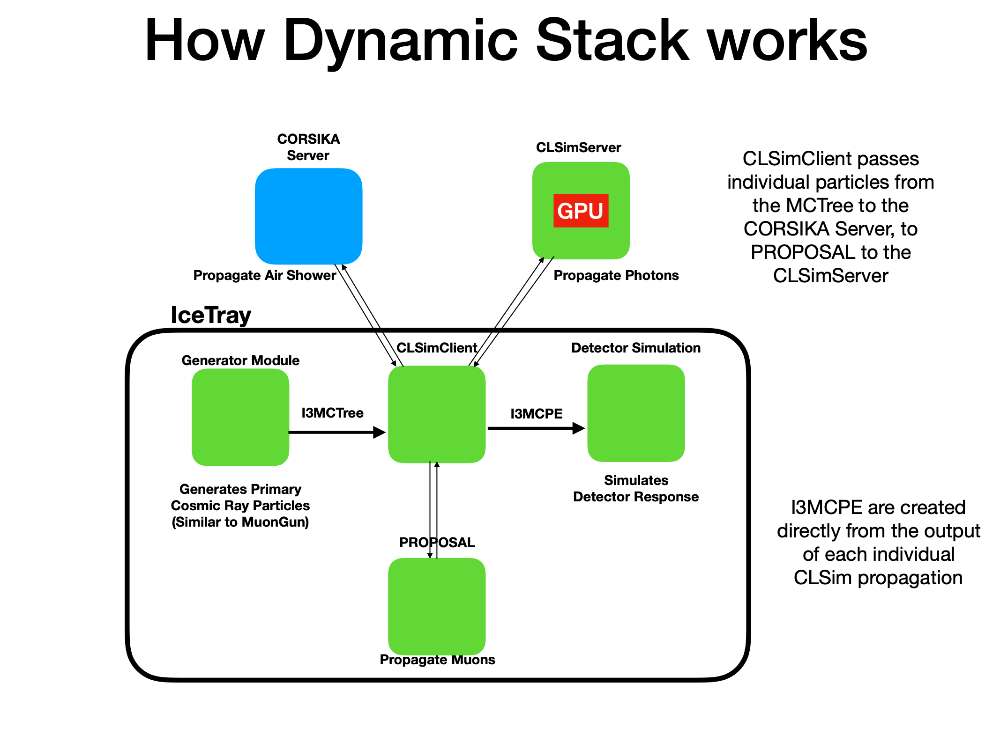 How Dynamic Stack works
CORSIKA
Server
CLSimServer
GPU
Propagate Air Shower
Propagate Photons
CLSimClient passes
individual particles from
the MCTree to the
CORSIKA Server, to
PROPOSAL to the
CLSimServer
IceTray
Generator Module
CLSimClient
Detector Simulation
I3MCTree
I3MCPE
Generates Primary
Cosmic Ray Particles
(Similar to MuonGun)
Simulates
Detector Response
PROPOSAL
Propagate Muons
I3MCPE are created
directly from the output
of each individual
CLSim propagation